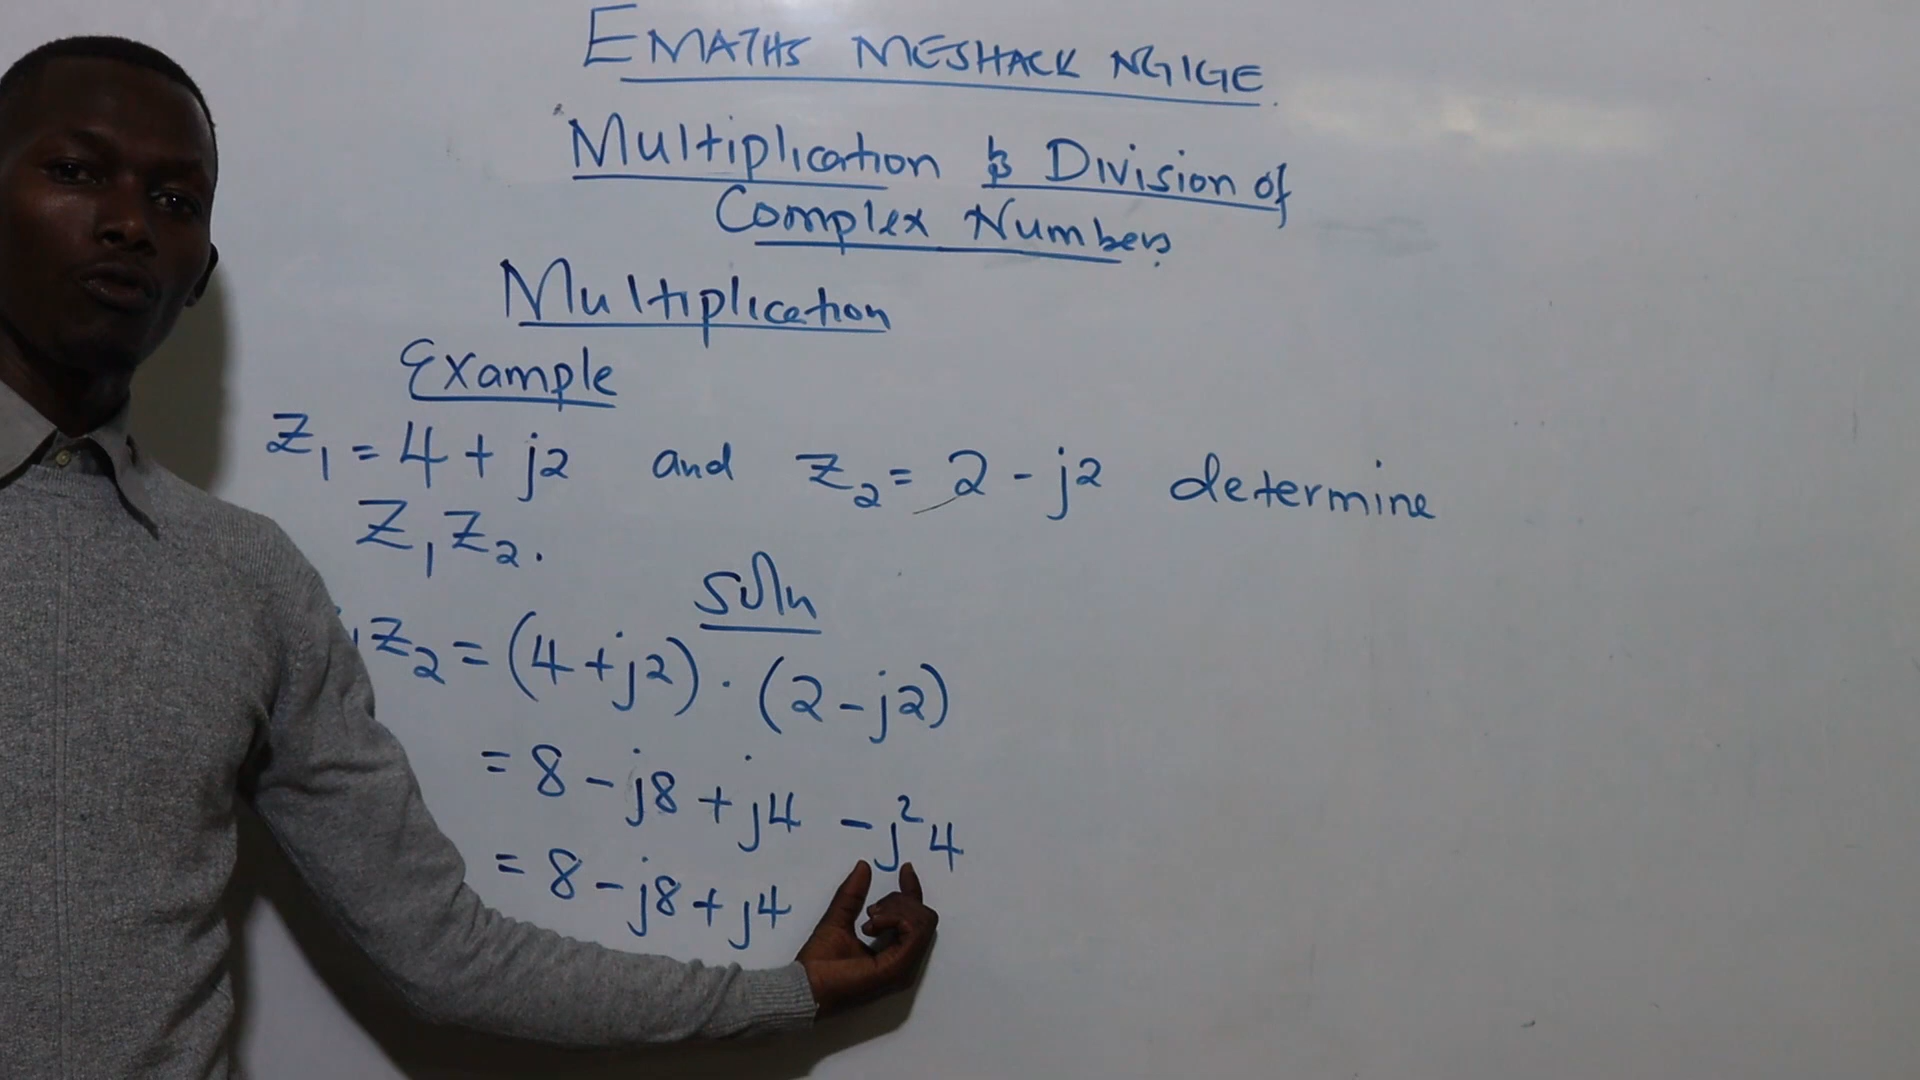 EMATHS MESHACK NGIGE
Multiplication & Division of
Complex Numbers
Multiplication
Example
Z₁ = 4 + j2 and Z₂ = 2 - j2 determine
Z₁Z₂.
soln
Z₂ = (4+j2) · (2-j2)
= 8 - j8 + j4 - j²4
= 8 - j8 + j4